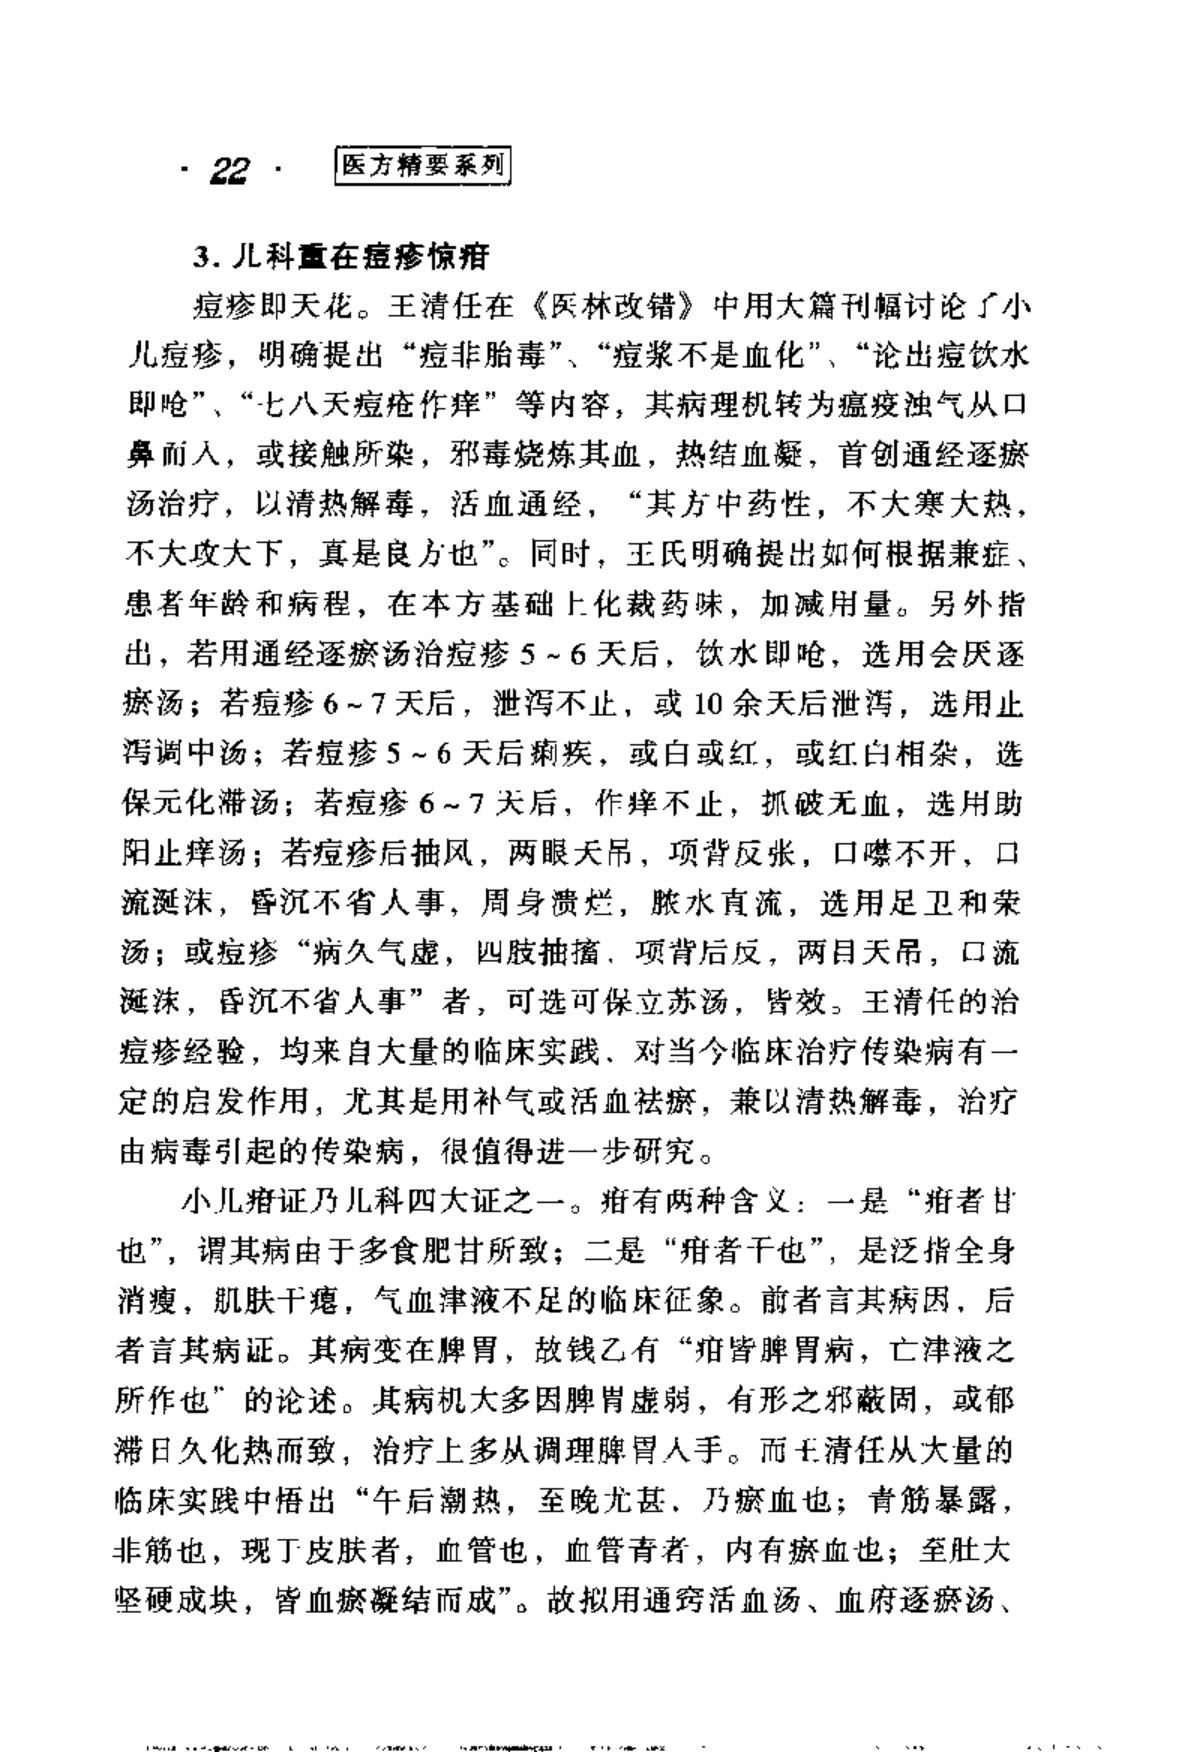 · 22 · 医方精要系列
3. 儿科重在痘疹惊疳
痘疹即天花。王清任在《医林改错》中用大篇刊幅讨论了小
儿痘疹，明确提出“痘非胎毒”、“痘浆不是血化”、“论出痘饮水
即呛”、“七八天痘疮作痒”等内容，其病理机转为瘟疫浊气从口
鼻而入，或接触所染，邪毒烧炼其血，热结血凝，首创通经逐瘀
汤治疗，以清热解毒，活血通经，“其方中药性，不大寒大热，
不大攻大下，真是良方也”。同时，王氏明确提出如何根据兼症、
患者年龄和病程，在本方基础上化裁药味，加减用量。另外指
出，若用通经逐瘀汤治痘疹 5～6 天后，饮水即呛，选用会厌逐
瘀汤；若痘疹 6～7 天后，泄泻不止，或 10 余天后泄泻，选用止
泻调中汤；若痘疹 5～6 天后痢疾，或白或红，或红白相杂，选
保元化滞汤；若痘疹 6～7 天后，作痒不止，抓破无血，选用助
阳止痒汤；若痘疹后抽风，两眼天吊，项背反张，口噤不开，口
流涎沫，昏沉不省人事，周身溃烂，脓水直流，选用足卫和荣
汤；或痘疹“病久气虚，四肢抽搐，项背后反，两目天吊，口流
涎沫，昏沉不省人事”者，可选可保立苏汤，皆效。王清任的治
痘疹经验，均来自大量的临床实践，对当今临床治疗传染病有一
定的启发作用，尤其是用补气或活血祛瘀，兼以清热解毒，治疗
由病毒引起的传染病，很值得进一步研究。
小儿疳证乃儿科四大证之一。疳有两种含义：一是“疳者甘
也”，谓其病由于多食肥甘所致；二是“疳者干也”，是泛指全身
消瘦，肌肤干瘪，气血津液不足的临床征象。前者言其病因，后
者言其病证。其病变在脾胃，故钱乙有“疳皆脾胃病，亡津液之
所作也”的论述。其病机大多因脾胃虚弱，有形之邪蔽固，或郁
滞日久化热而致，治疗上多从调理脾胃入手。而王清任从大量的
临床实践中悟出“午后潮热，至晚尤甚，乃瘀血也；青筋暴露，
非筋也，现于皮肤者，血管也，血管青者，内有瘀血也；至肚大
坚硬成块，皆血瘀凝结而成”。故拟用通窍活血汤、血府逐瘀汤、